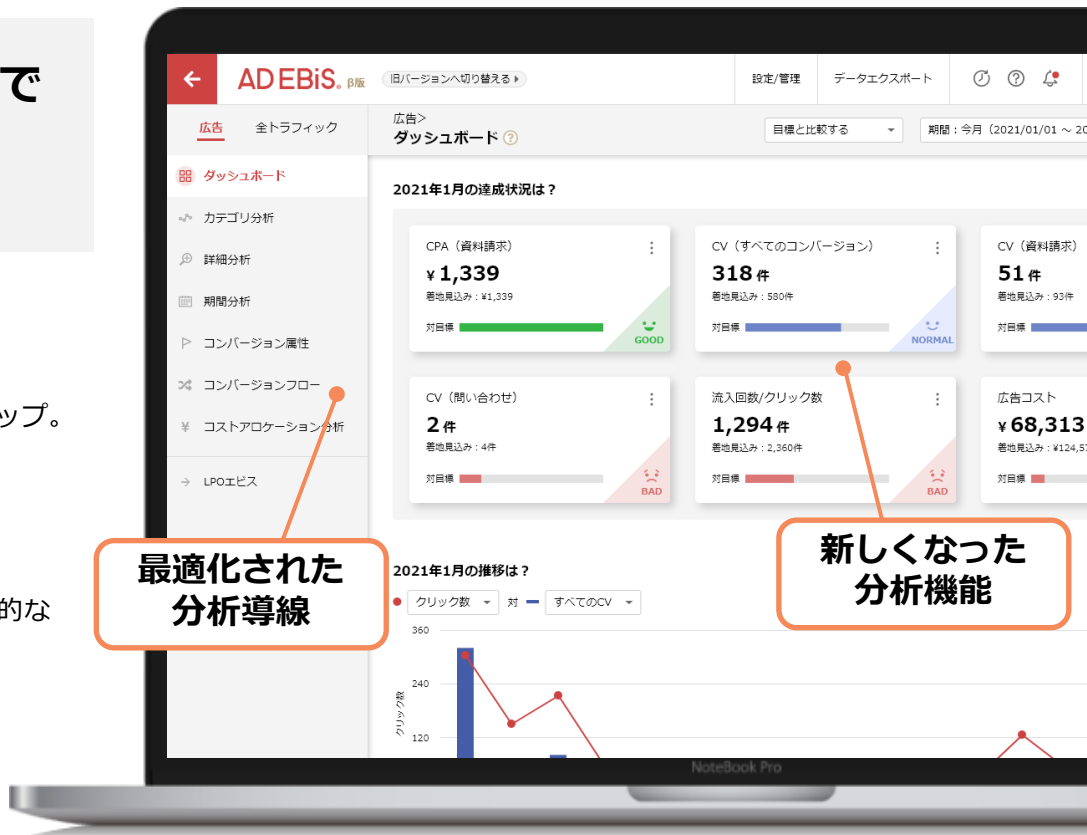 で
ップ。
的な
AD EBiS. β版
旧バージョンへ切り替える
設定/管理
データエクスポート
広告
全トラフィック
広告>
ダッシュボード
目標と比較する
期間：今月（2021/01/01 ～ 20
ダッシュボード
カテゴリ分析
詳細分析
期間分析
コンバージョン属性
コンバージョンフロー
コストアロケーション分析
LPOエビス
2021年1月の達成状況は？
CPA（資料請求）
¥ 1,339
着地見込み：¥1,339
対目標
GOOD
CV（すべてのコンバージョン）
318 件
着地見込み：580件
対目標
NORMAL
CV（資料請求）
51 件
着地見込み：93件
対目標
CV（問い合わせ）
2 件
着地見込み：4件
対目標
BAD
流入回数/クリック数
1,294 件
着地見込み：2,360件
対目標
BAD
広告コスト
¥ 68,313
着地見込み：¥124,57
対目標
最適化された
分析導線
新しくなった
分析機能
2021年1月の推移は？
クリック数 対 すべてのCV
360
240
120
クリック数
NoteBook Pro